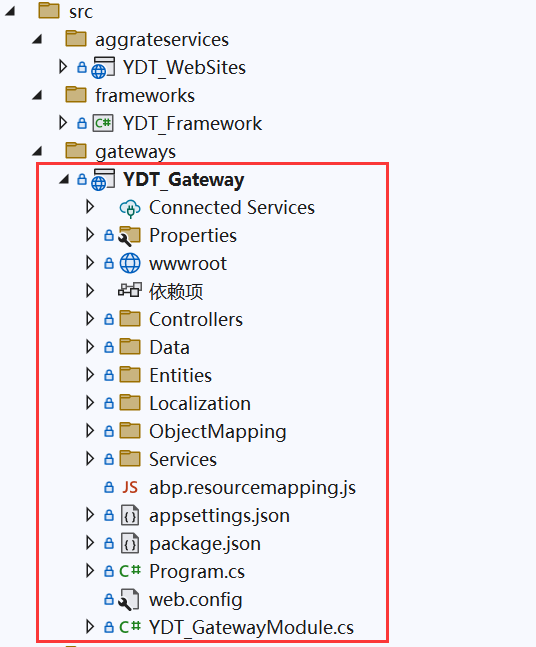 src
aggrateservices
YDT_WebSites
frameworks
C# YDT_Framework
gateways
YDT_Gateway
Connected Services
Properties
wwwroot
依赖项
Controllers
Data
Entities
Localization
ObjectMapping
Services
JS abp.resourcemapping.js
appsettings.json
package.json
C# Program.cs
web.config
C# YDT_GatewayModule.cs